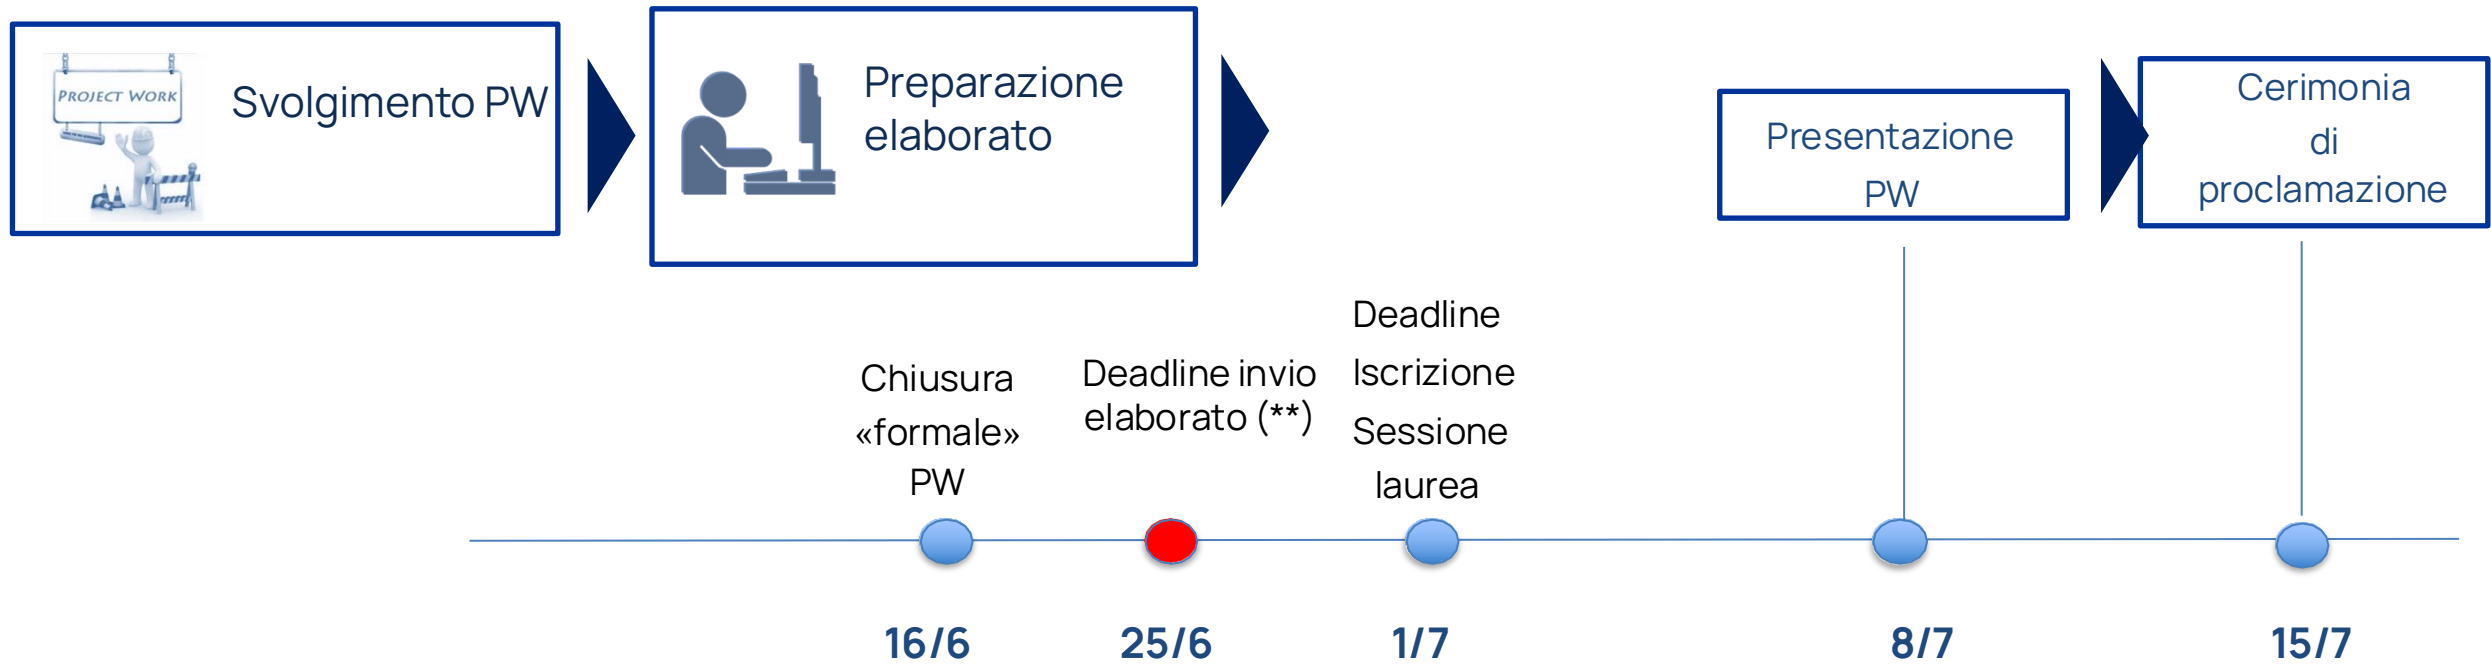 PROJECT WORK
Svolgimento PW
Preparazione
elaborato
Presentazione
PW
Cerimonia
di
proclamazione
Chiusura
«formale»
PW
Deadline invio
elaborato (**)
Deadline
Iscrizione
Sessione
laurea
16/6
25/6
1/7
8/7
15/7